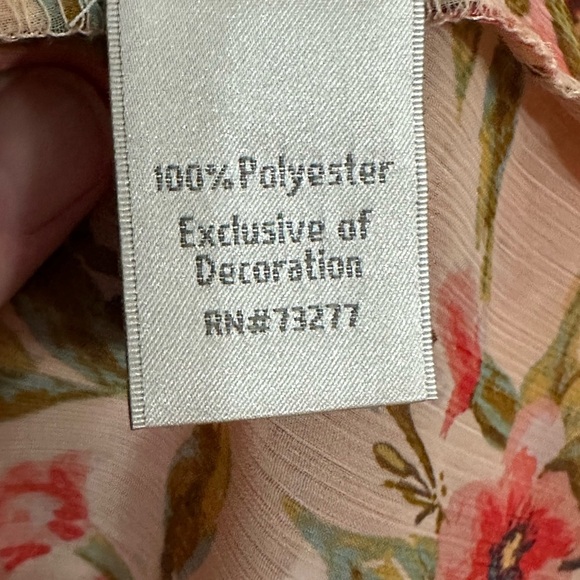 100% Polyester
Exclusive of
Decoration
RN#73277